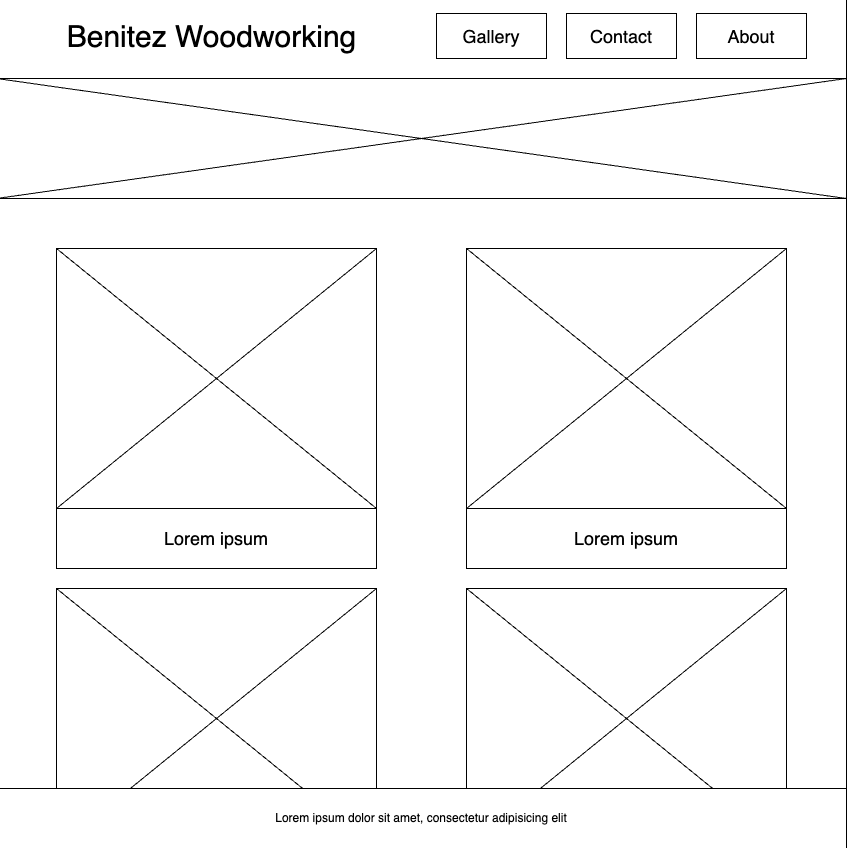 Benitez Woodworking
Gallery
Contact
About
Lorem ipsum
Lorem ipsum
Lorem ipsum dolor sit amet, consectetur adipisicing elit